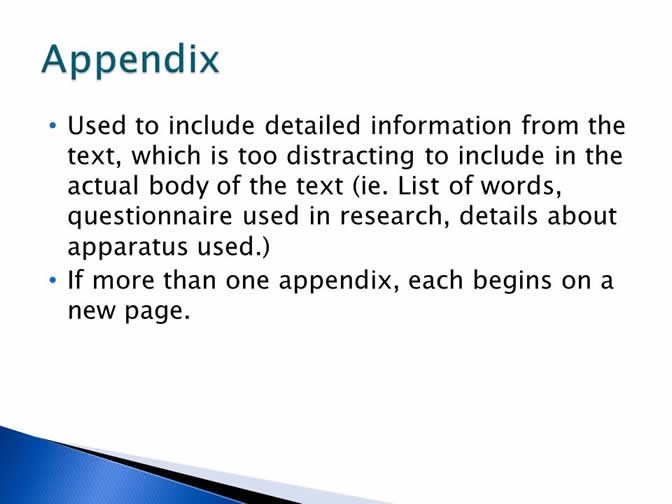 Appendix
• Used to include detailed information from the
text, which is too distracting to include in the
actual body of the text (ie. List of words,
questionnaire used in research, details about
apparatus used.)
• If more than one appendix, each begins on a
new page.